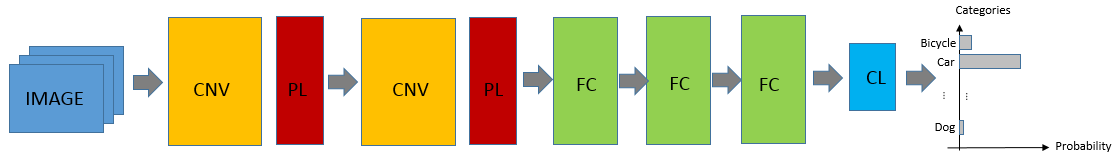 IMAGE
CNV
PL
CNV
PL
FC
FC
FC
CL
Categories
Bicycle
Car
... ...
Dog
Probability